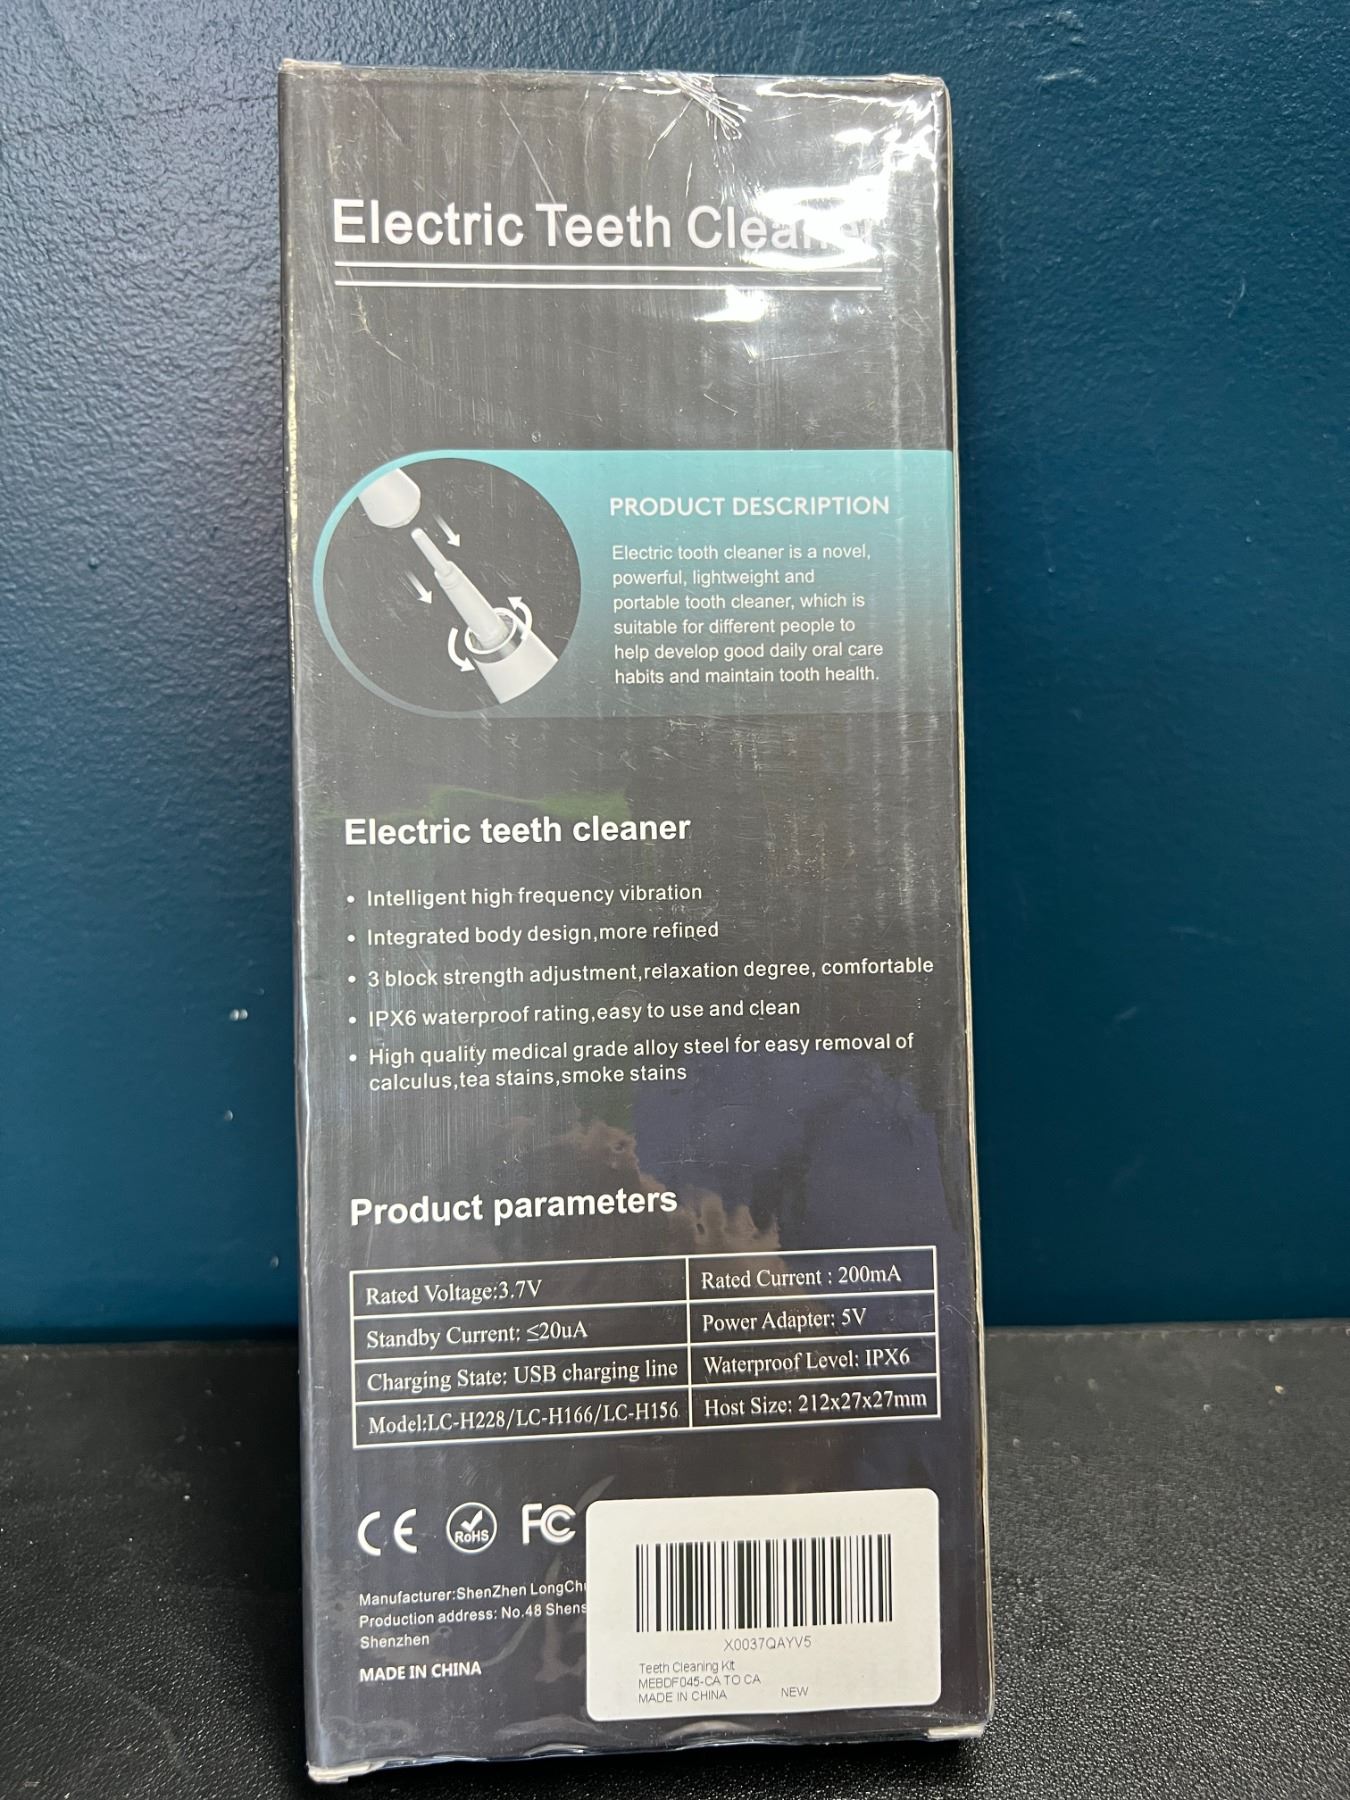 Electric Teeth Cleaner
PRODUCT DESCRIPTION
Electric tooth cleaner is a novel,
powerful, lightweight and
portable tooth cleaner, which is
suitable for different people to
help develop good daily oral care
habits and maintain tooth health.
Electric teeth cleaner
• Intelligent high frequency vibration
• Integrated body design,more refined
• 3 block strength adjustment,relaxation degree, comfortable
• IPX6 waterproof rating,easy to use and clean
• High quality medical grade alloy steel for easy removal of
calculus,tea stains,smoke stains
Product parameters
Rated Voltage:3.7V Rated Current : 200mA
Standby Current: ≤20uA Power Adapter: 5V
Charging State: USB charging line Waterproof Level: IPX6
Model:LC-H228/LC-H166/LC-H156 Host Size: 212x27x27mm
CE RoHS FC
Manufacturer:ShenZhen
Production address: No.48
Shenzhen
MADE IN CHINA
X0037QAYV5
Teeth Cleaning Kit
MEBDF045-CA TO CA
MADE IN CHINA NEW